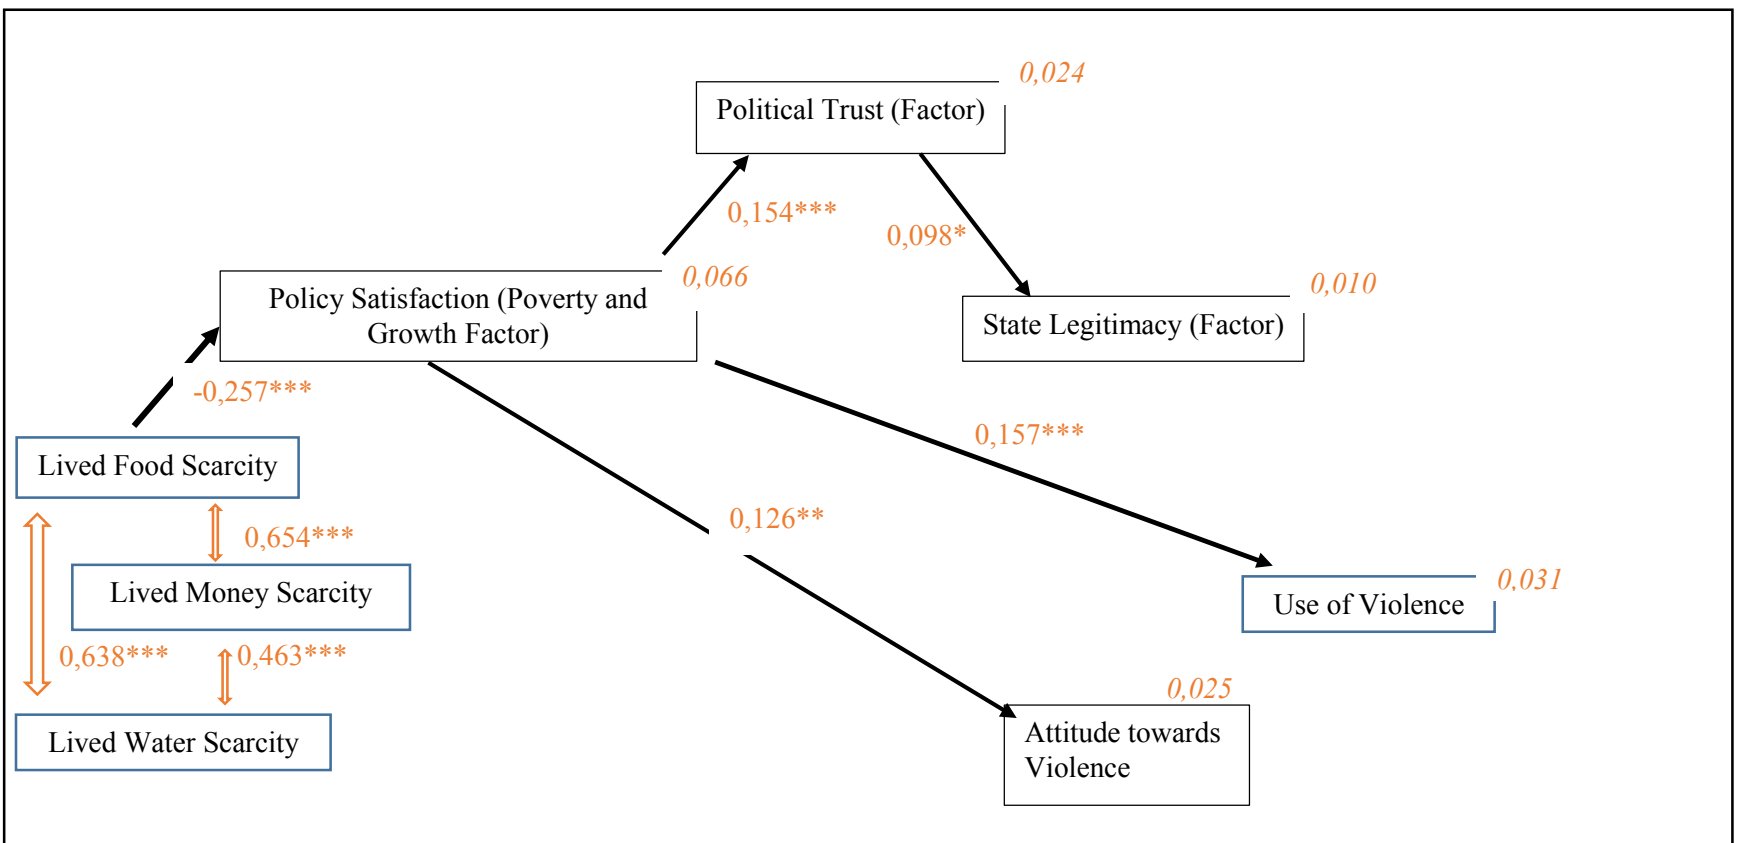 0,024
Political Trust (Factor)
0,154***
0,098*
0,066
0,010
Policy Satisfaction (Poverty and
Growth Factor)
State Legitimacy (Factor)
-0,257***
0,157***
Lived Food Scarcity
0,126**
0,654***
Lived Money Scarcity
0,031
Use of Violence
0,638***
0,463***
0,025
Lived Water Scarcity
Attitude towards
Violence